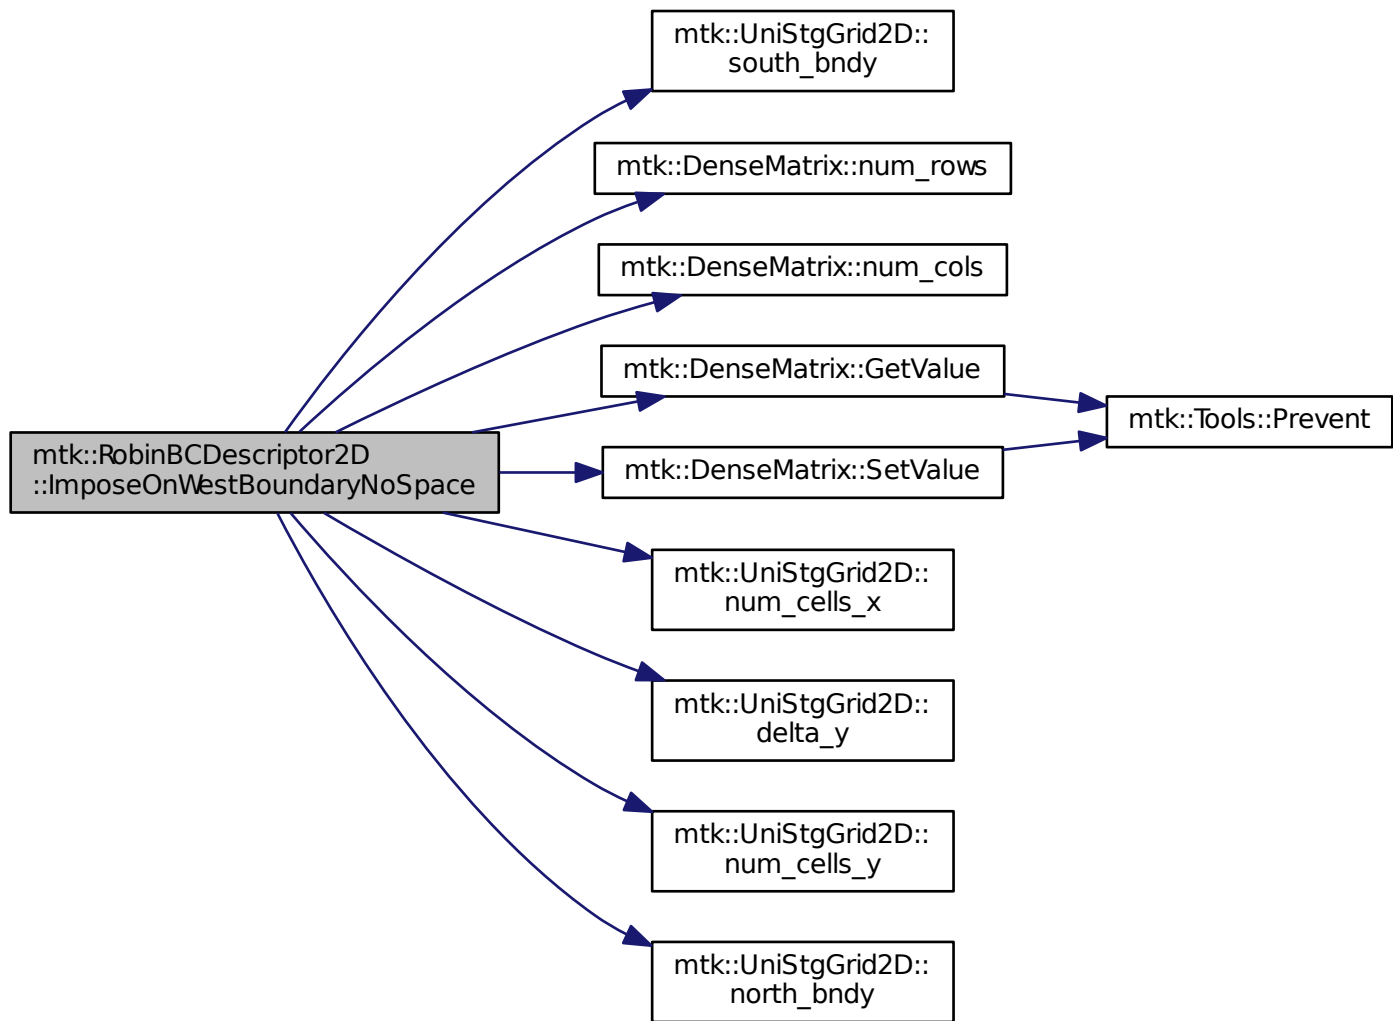 mtk::UniStgGrid2D::
south_bndy
mtk::DenseMatrix::num_rows
mtk::DenseMatrix::num_cols
mtk::DenseMatrix::GetValue
mtk::Tools::Prevent
mtk::RobinBCDescriptor2D
::ImposeOnWestBoundaryNoSpace
mtk::DenseMatrix::SetValue
mtk::UniStgGrid2D::
num_cells_x
mtk::UniStgGrid2D::
delta_y
mtk::UniStgGrid2D::
num_cells_y
mtk::UniStgGrid2D::
north_bndy